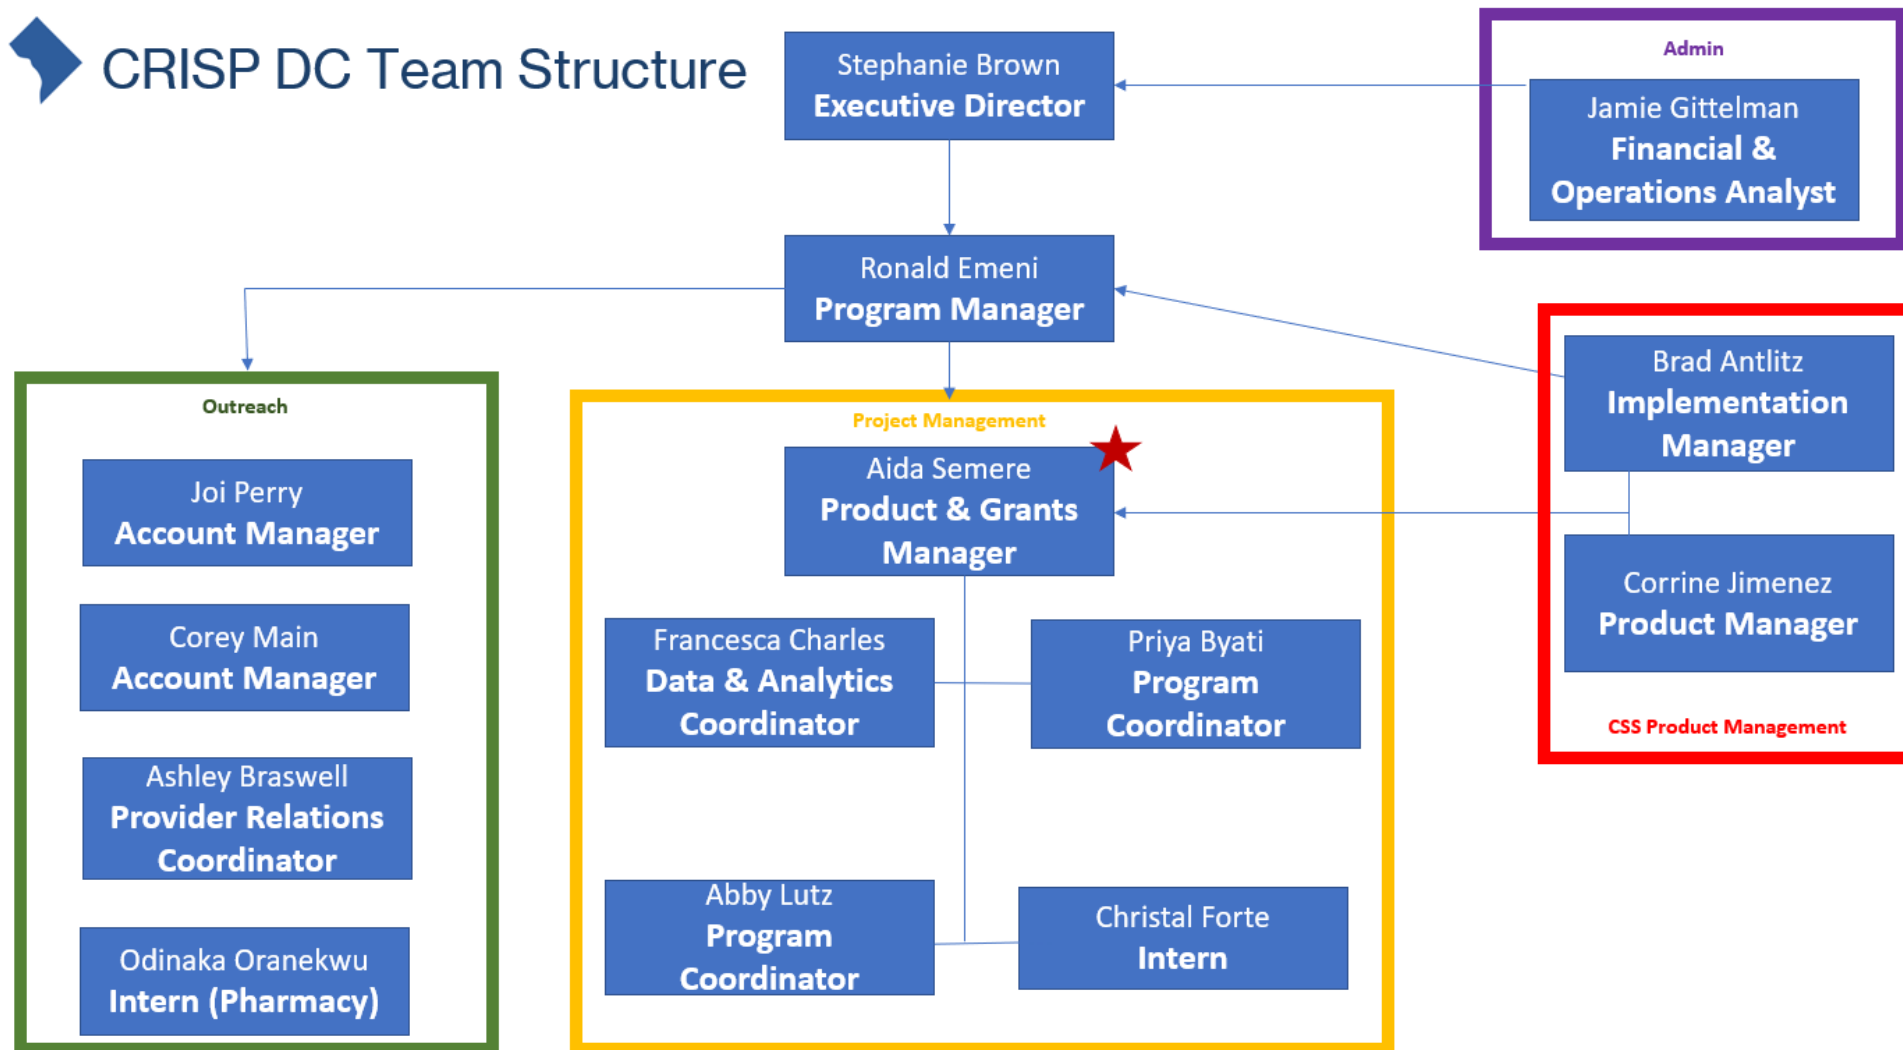 CRISP DC Team Structure
Stephanie Brown
Executive Director
Admin
Jamie Gittelman
Financial &
Operations Analyst
Ronald Emeni
Program Manager
Outreach
Joi Perry
Account Manager
Corey Main
Account Manager
Ashley Braswell
Provider Relations
Coordinator
Odinaka Oranekwu
Intern (Pharmacy)
Project Management
Aida Semere
Product & Grants
Manager
Francesca Charles
Data & Analytics
Coordinator
Priya Byati
Program
Coordinator
Abby Lutz
Program
Coordinator
Christal Forte
Intern
Brad Antlitz
Implementation
Manager
Corrine Jimenez
Product Manager
CSS Product Management